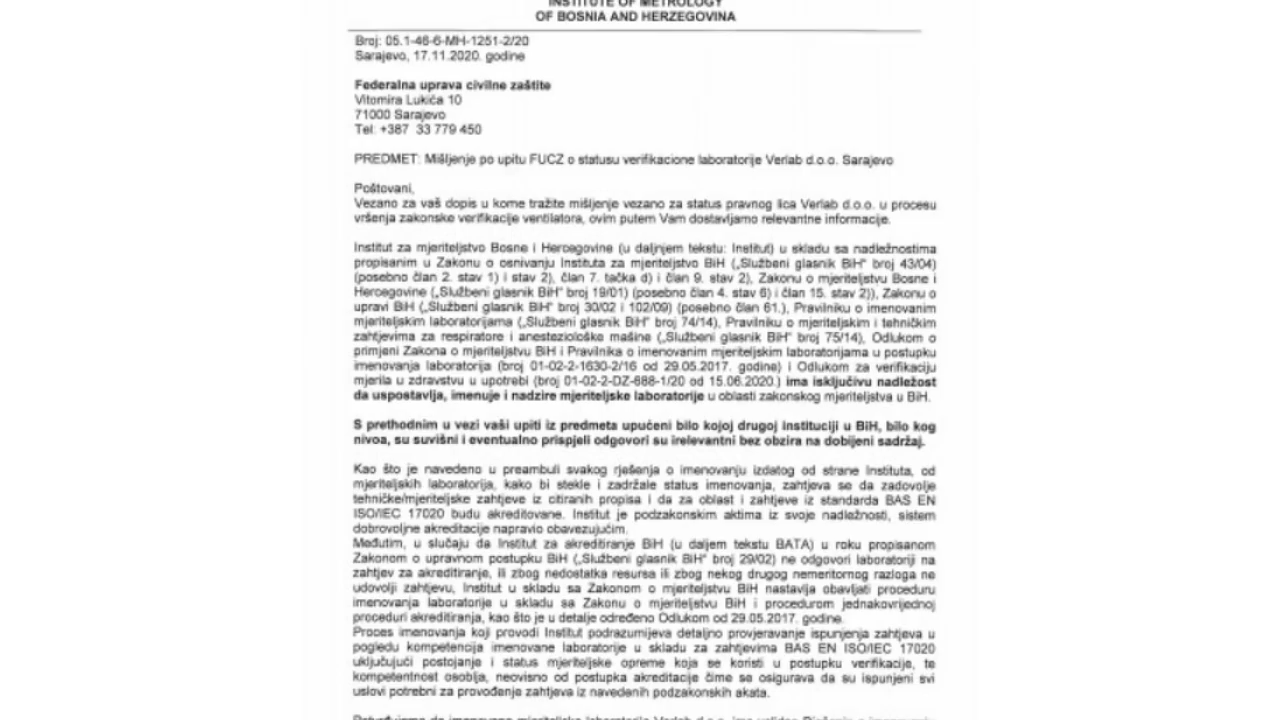 INSTITUTE OF METROLOGY
OF BOSNIA AND HERZEGOVINA
Broj: 05.1-46-6-MH-1251-2/20
Sarajevo, 17.11.2020. godine
Federalna uprava civilne zaštite
Vitomira Lukića 10
71000 Sarajevo
Tel: +387 33 779 450
PREDMET: Mišljenje po upitu FUCZ o statusu verifikacione laboratorije Verlab d.o.o. Sarajevo
Poštovani,
Vezano za vaš dopis u kome tražite mišljenje vezano za status pravnog lica Verlab d.o.o. u procesu
vršenja zakonske verifikacije ventilatora, ovim putem Vam dostavljamo relevantne informacije.
Institut za mjeriteljstvo Bosne i Hercegovine (u daljnjem tekstu: Institut) u skladu sa nadležnostima
propisanim u Zakonu o osnivanju Instituta za mjeriteljstvo BiH („Službeni glasnik BiH“ broj 43/04)
(posebno član 2. stav 1) i stav 2), član 7. tačka d) i član 9. stav 2), Zakonu o mjeriteljstvu Bosne i
Hercegovine („Službeni glasnik BiH“ broj 19/01) (posebno član 4. stav 6) i član 15. stav 2)), Zakonu o
upravi BiH („Službeni glasnik BiH“ broj 30/02 i 102/09) (posebno član 61.), Pravilniku o imenovanim
mjeriteljskim laboratorijama („Službeni glasnik BiH“ broj 74/14), Pravilniku o mjeriteljskim i tehničkim
zahtjevima za respiratore i anesteziološke mašine („Službeni glasnik BiH“ broj 75/14), Odlukom o
primjeni Zakona o mjeriteljstvu BiH i Pravilnika o imenovanim mjeriteljskim laboratorijama u postupku
imenovanja laboratorija (broj 01-02-2-1630-2/16 od 29.05.2017. godine) i Odlukom za verifikaciju
mjerila u zdravstvu u upotrebi (broj 01-02-2-DZ-688-1/20 od 15.06.2020.) ima isključivu nadležost
da uspostavlja, imenuje i nadzire mjeriteljske laboratorije u oblasti zakonskog mjeriteljstva u BiH.
S prethodnim u vezi vaši upiti iz predmeta upućeni bilo kojoj drugoj instituciji u BiH, bilo kog
nivoa, su suvišni i eventualno prispjeli odgovori su irelevantni bez obzira na dobijeni sadržaj.
Kao što je navedeno u preambuli svakog rješenja o imenovanju izdatog od strane Instituta, od
mjeriteljskih laboratorija, kako bi stekle i zadržale status imenovanja, zahtjeva se da zadovolje
tehničke/mjeriteljske zahtjeve iz citiranih propisa i da za oblast i zahtjeve iz standarda BAS EN
ISO/IEC 17020 budu akreditovane. Institut je podzakonskim aktima iz svoje nadležnosti, sistem
dobrovoljne akreditacije napravio obavezujućim.
Međutim, u slučaju da Institut za akreditiranje BiH (u daljem tekstu BATA) u roku propisanom
Zakonom o upravnom postupku BiH („Službeni glasnik BiH“ broj 29/02) ne odgovori laboratoriji na
zahtjev za akreditiranje, ili zbog nedostatka resursa ili zbog nekog drugog nemeritornog razloga ne
udovolji zahtjevu, Institut u skladu sa Zakonom o mjeriteljstvu BiH nastavlja obavljati proceduru
imenovanja laboratorije u skladu sa Zakonu o mjeriteljstvu BiH i procedurom jednakovrijednoj
proceduri akreditiranja, kao što je u detalje određeno Odlukom od 29.05.2017. godine.
Proces imenovanja koji provodi Institut podrazumijeva detaljno provjeravanje ispunjenja zahtjeva u
pogledu kompetencija imenovane laboratorije u skladu za zahtjevima BAS EN ISO/IEC 17020
uključujući postojanje i status mjeriteljske opreme koja se koristi u postupku verifikacije, te
kompetentnost osoblja, neovisno od postupka akreditacije čime se osigurava da su ispunjeni svi
uslovi potrebni za provođenje zahtjeva iz navedenih podzakonskih akata.